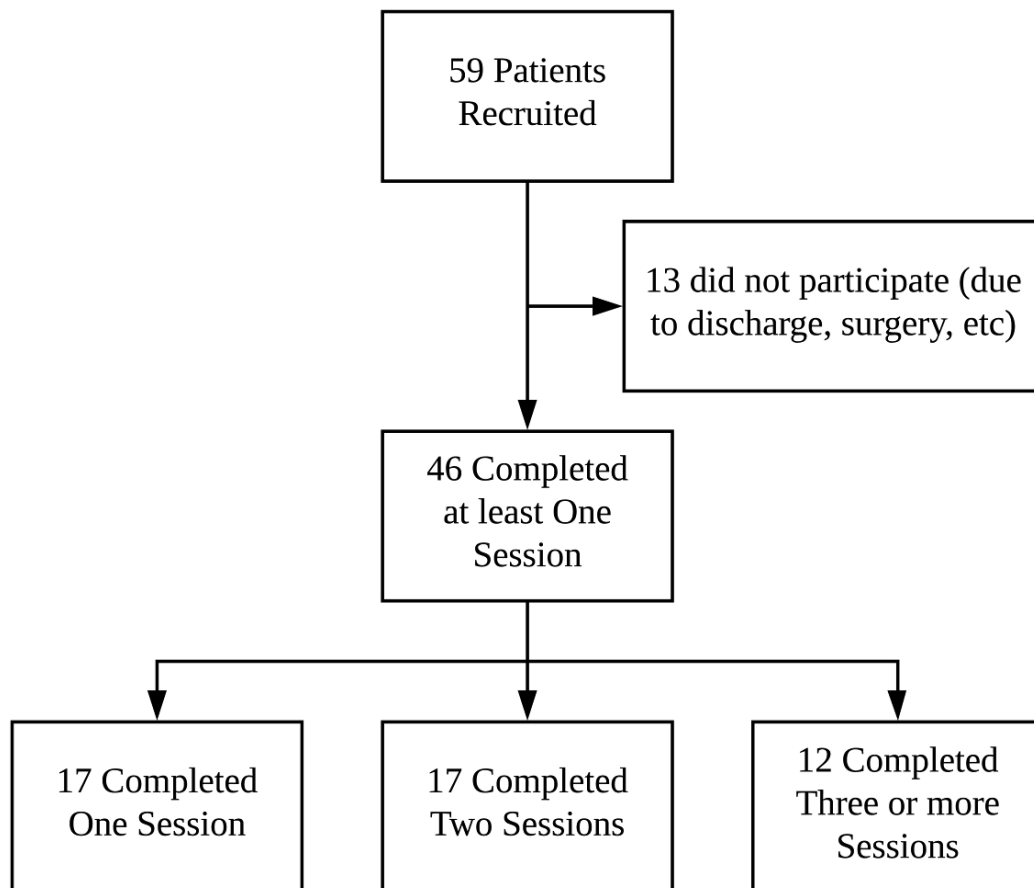 59 Patients
Recruited
13 did not participate (due
to discharge, surgery, etc)
46 Completed
at least One
Session
17 Completed
One Session
17 Completed
Two Sessions
12 Completed
Three or more
Sessions